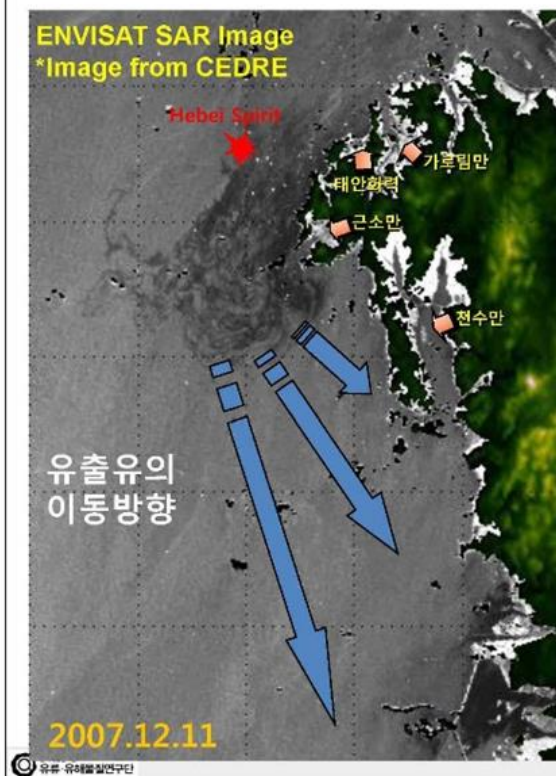 ENVISAT SAR Image
*Image from CEDRE
Hebei Spirit
가로림만
태안화력
근소만
천수만
유출유의
이동방향
2007.12.11
유류·유해물질연구단